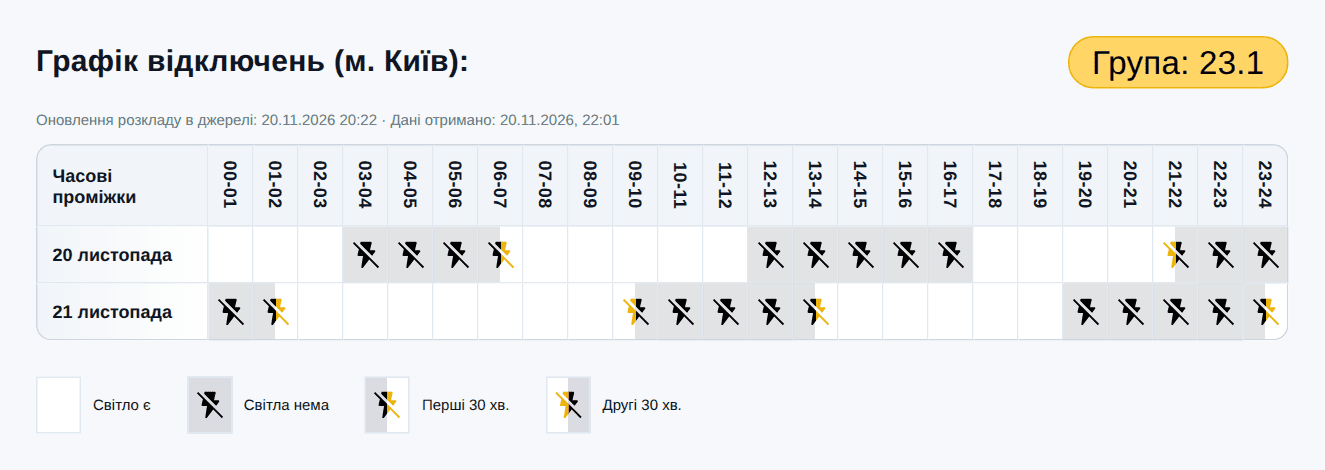 Графік відключень (м. Київ):
Група: 23.1
Оновлення розкладу в джерелі: 20.11.2026 20:22 · Дані отримано: 20.11.2026, 22:01
Часові
проміжки
00-01
01-02
02-03
03-04
04-05
05-06
06-07
07-08
08-09
09-10
10-11
11-12
12-13
13-14
14-15
15-16
16-17
17-18
18-19
19-20
20-21
21-22
22-23
23-24
20 листопада
21 листопада
Світло є
Світла нема
Перші 30 хв.
Другі 30 хв.